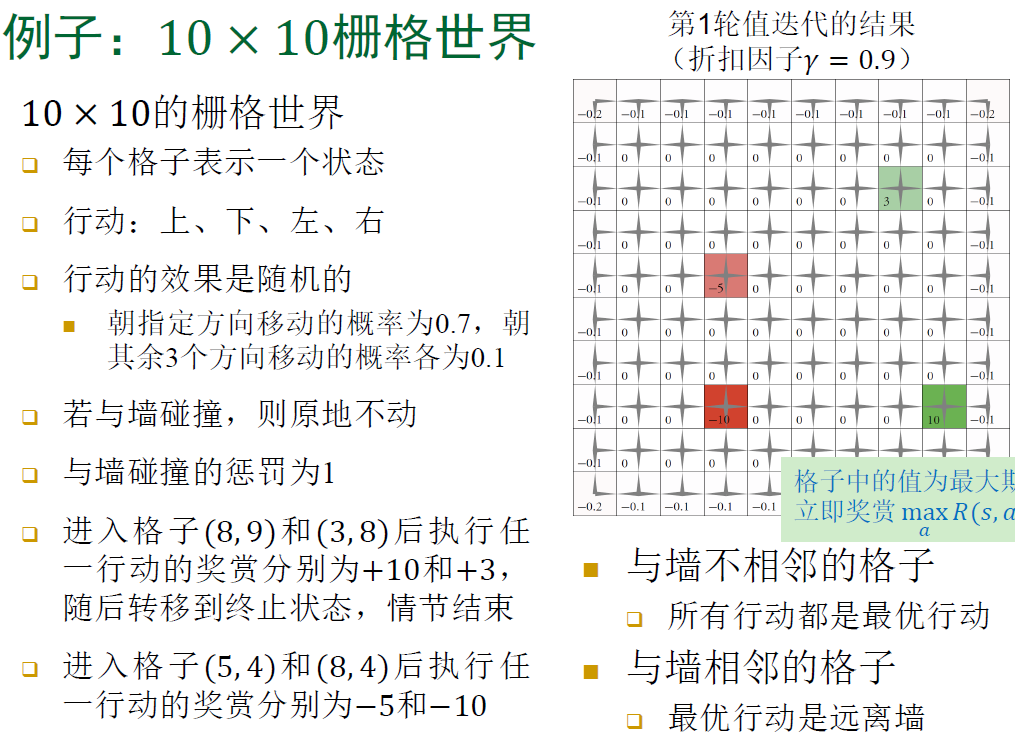 例子：10 × 10栅格世界
10 × 10的栅格世界
每个格子表示一个状态
行动：上、下、左、右
行动的效果是随机的
朝指定方向移动的概率为0.7，朝
其余3个方向移动的概率各为0.1
若与墙碰撞，则原地不动
与墙碰撞的惩罚为1
进入格子(8,9)和(3,8)后执行任
一行动的奖赏分别为+10和+3，
随后转移到终止状态，情节结束
进入格子(5,4)和(8,4)后执行任
一行动的奖赏分别为−5和−10
第1轮值迭代的结果
（折扣因子γ = 0.9）
−0.2 −0.1 −0.1 −0.1 −0.1 −0.1 −0.1 −0.1 −0.1 −0.2
−0.1 0 0 0 0 0 0 0 0 −0.1
−0.1 0 0 0 0 0 0 3 0 −0.1
−0.1 0 0 0 0 0 0 0 0 −0.1
−0.1 0 0 −5 0 0 0 0 0 −0.1
−0.1 0 0 0 0 0 0 0 0 −0.1
−0.1 0 0 0 0 0 0 0 0 −0.1
−0.1 0 0 −10 0 0 0 0 10 −0.1
−0.1 0 0 0 0
−0.2 −0.1 −0.1 −0.1 −0.1
格子中的值为最大
立即奖赏 max R(s, a
a
与墙不相邻的格子
所有行动都是最优行动
与墙相邻的格子
最优行动是远离墙